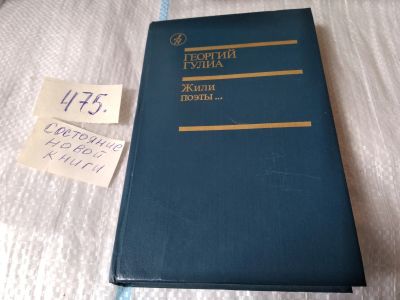 ГЕОРГИЙ
ГУЛИА
Жили
поэты...
475.
Состояние
новой
книги